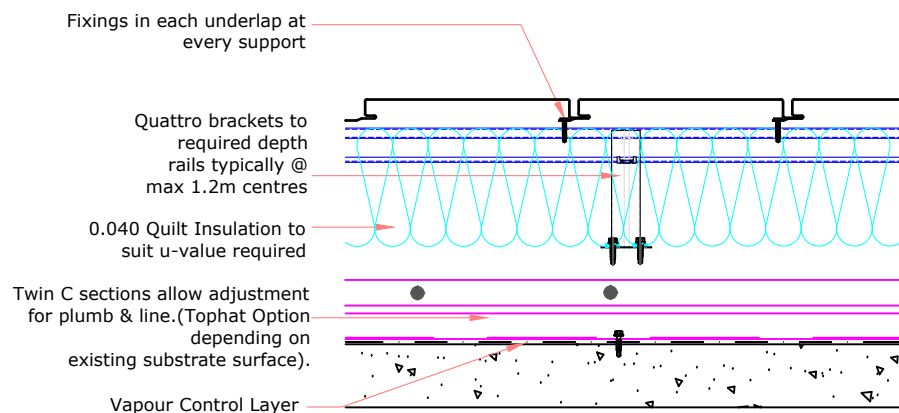 Fixings in each underlap at
every support
Quattro brackets to
required depth
rails typically @
max 1.2m centres
0.040 Quilt Insulation to
suit u-value required
Twin C sections allow adjustment
for plumb & line.(Tophat Option
depending on
existing substrate surface).
Vapour Control Layer